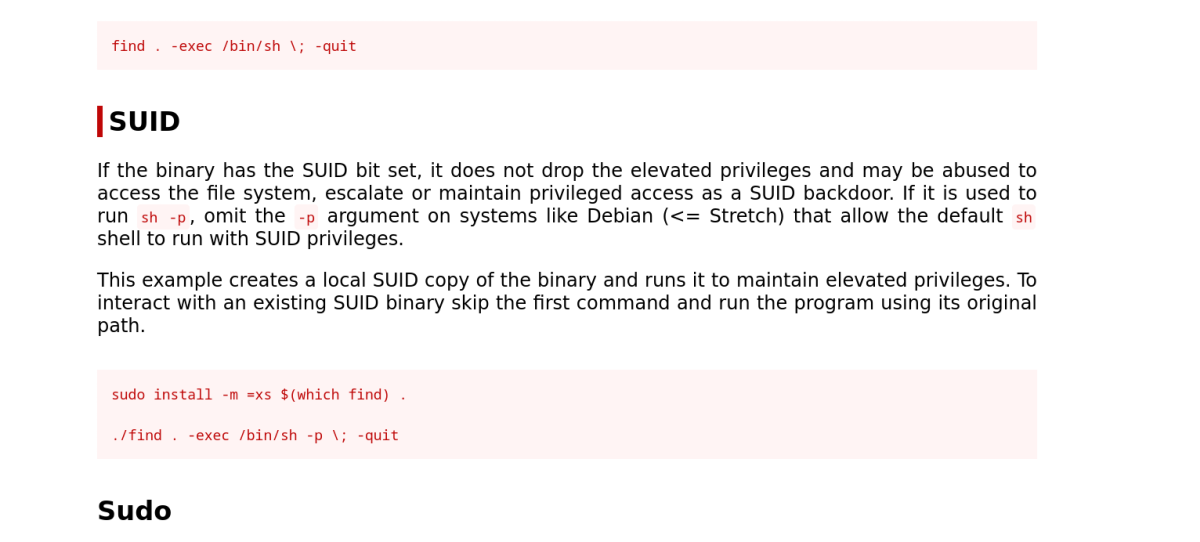 find . -exec /bin/sh \; -quit
SUID
If the binary has the SUID bit set, it does not drop the elevated privileges and may be abused to
access the file system, escalate or maintain privileged access as a SUID backdoor. If it is used to
run sh -p, omit the -p argument on systems like Debian (<= Stretch) that allow the default sh
shell to run with SUID privileges.
This example creates a local SUID copy of the binary and runs it to maintain elevated privileges. To
interact with an existing SUID binary skip the first command and run the program using its original
path.
sudo install -m =xs $(which find) .
./find . -exec /bin/sh -p \; -quit
Sudo